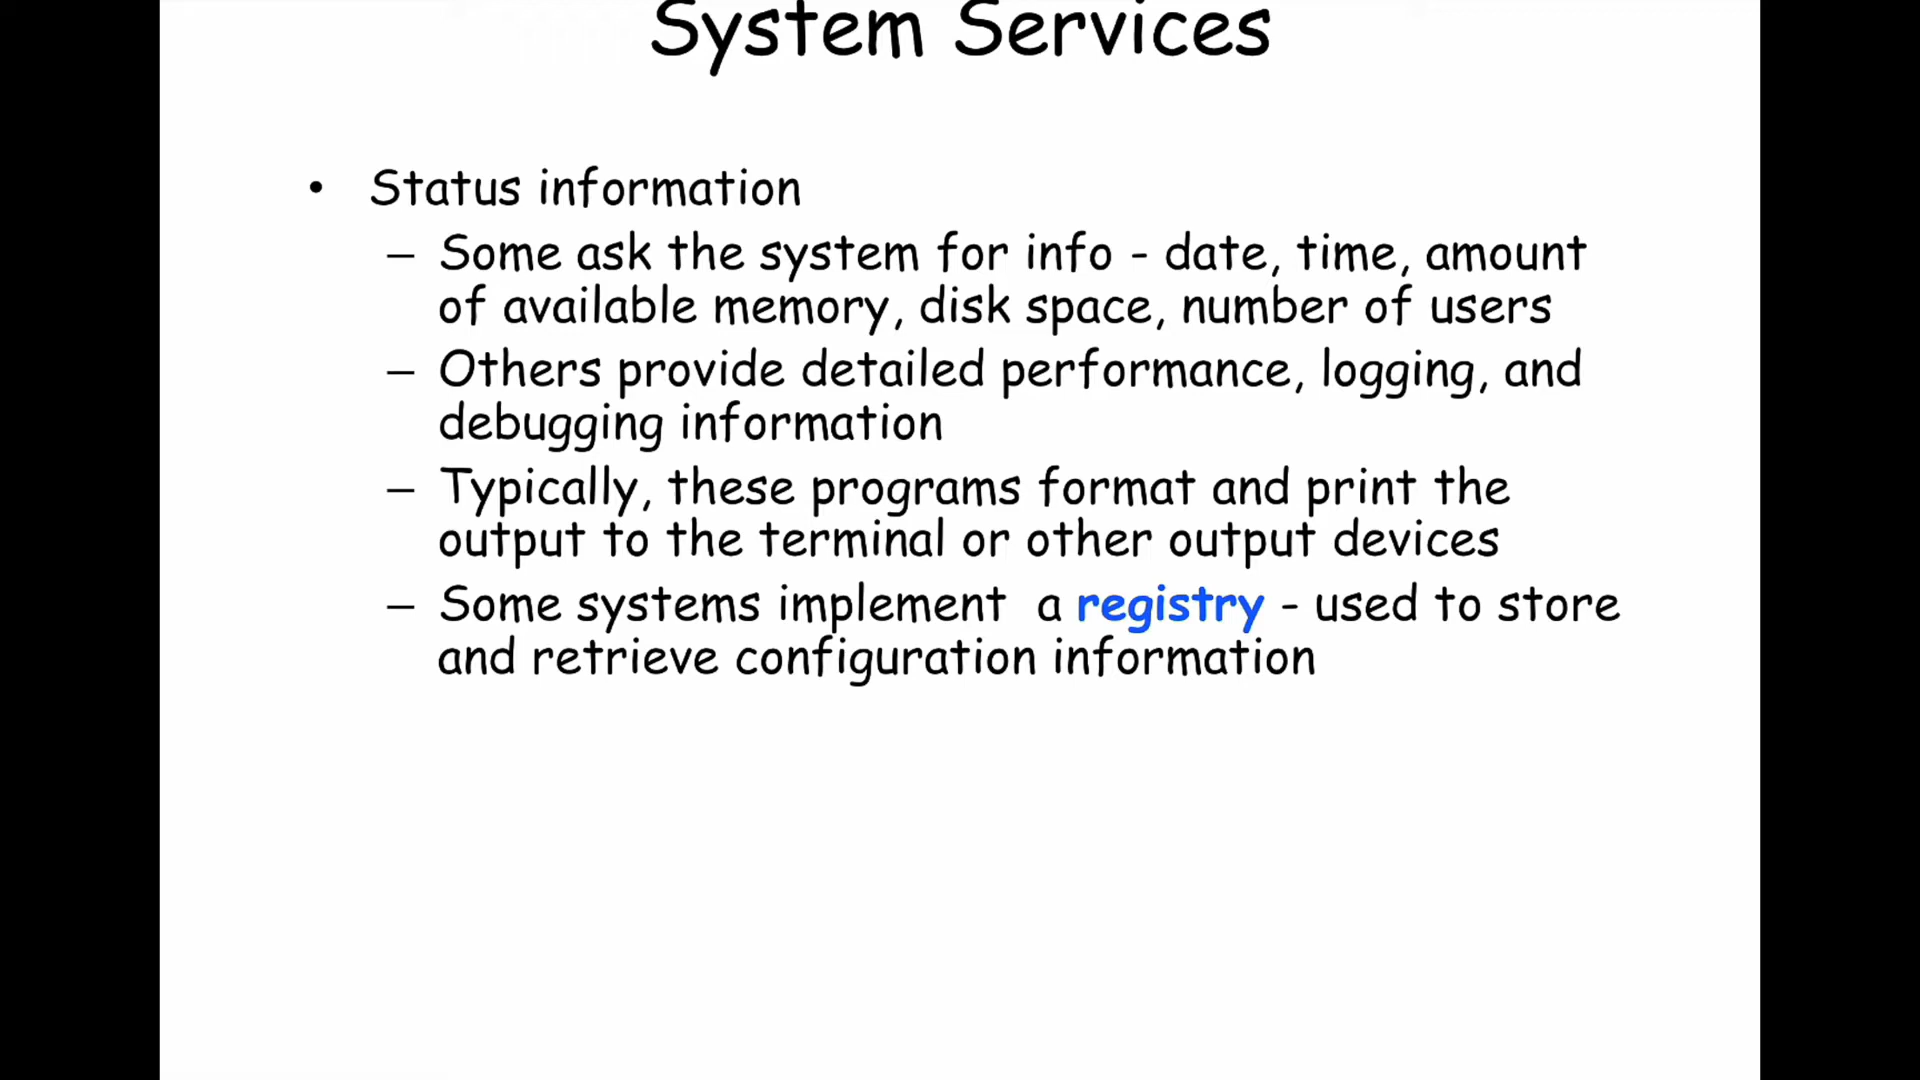 System Services
• Status information
– Some ask the system for info - date, time, amount
of available memory, disk space, number of users
– Others provide detailed performance, logging, and
debugging information
– Typically, these programs format and print the
output to the terminal or other output devices
– Some systems implement  a registry - used to store
and retrieve configuration information